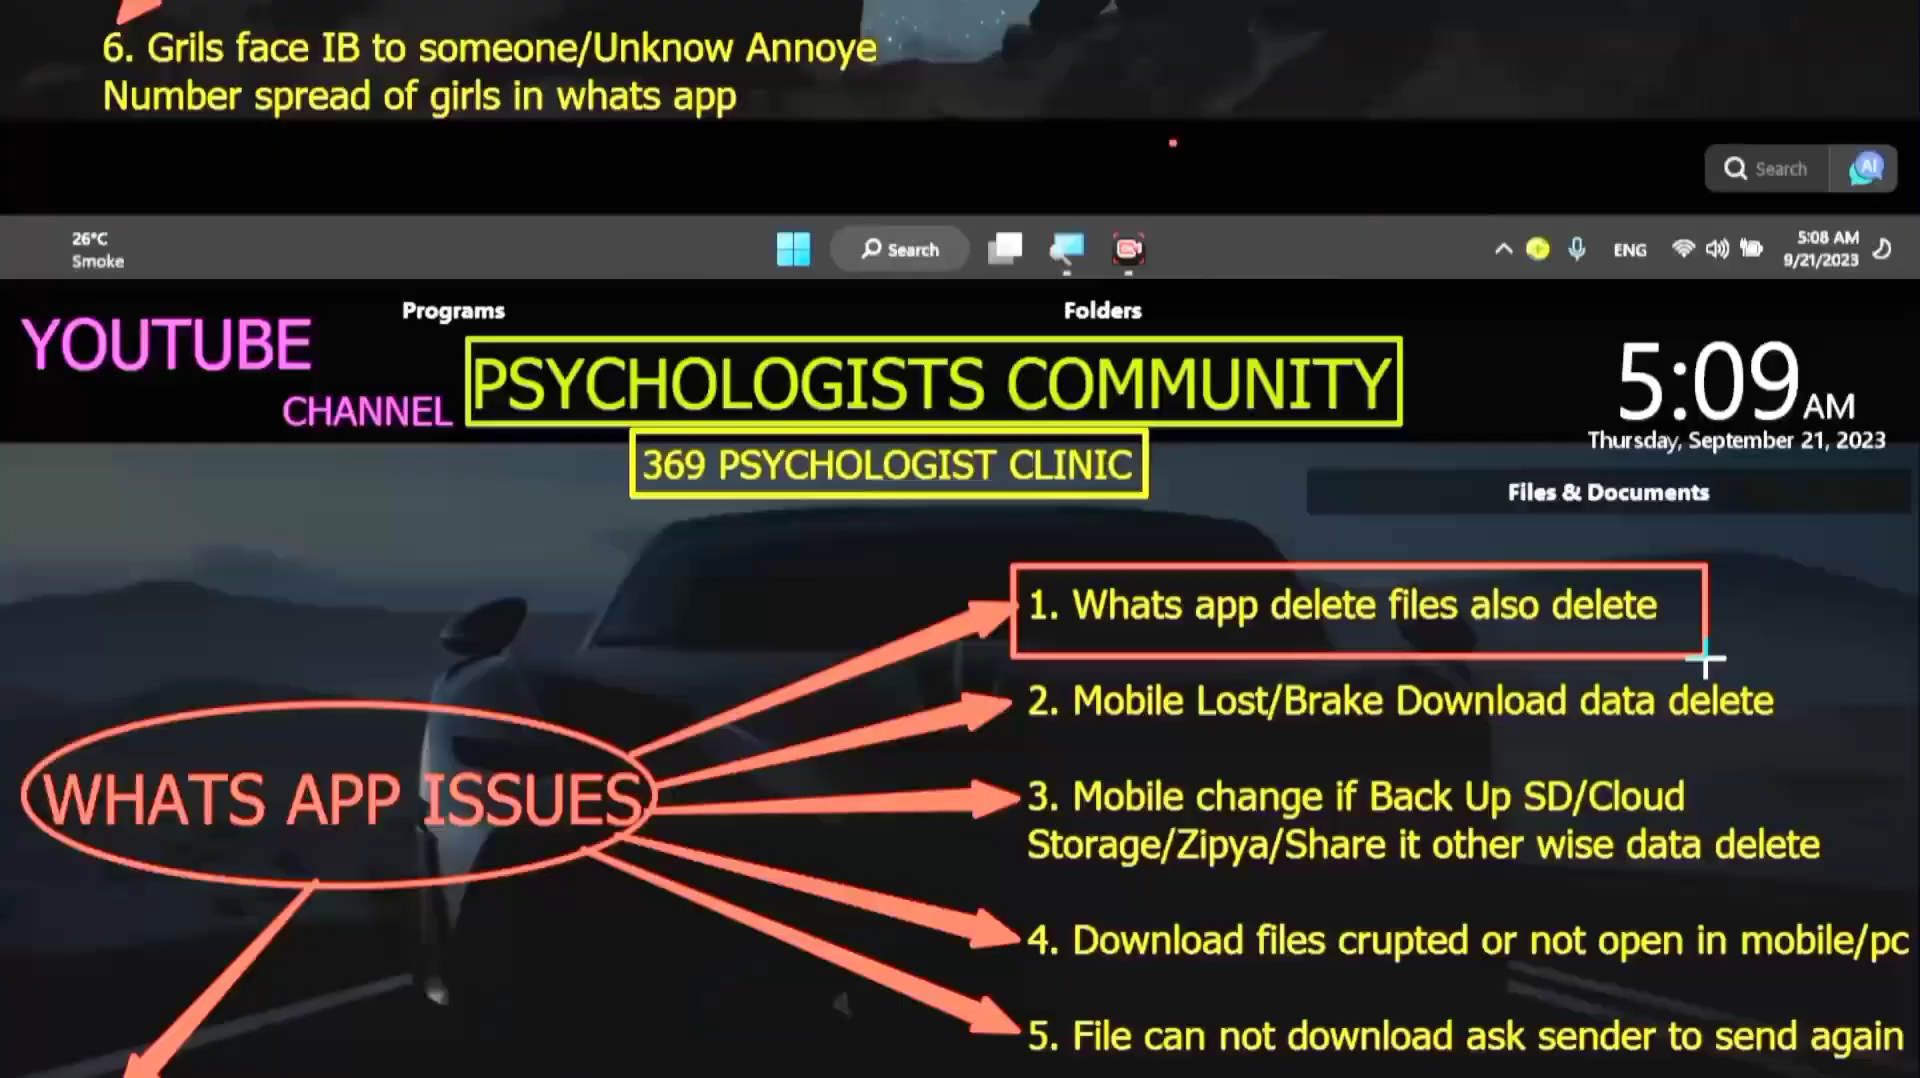 6. Grils face IB to someone/Unknow Annoye
Number spread of girls in whats app
Search
AI
26°C
Smoke
Search
ENG
5:08 AM
9/21/2023
Programs
Folders
YOUTUBE
CHANNEL
PSYCHOLOGISTS COMMUNITY
369 PSYCHOLOGIST CLINIC
5:09 AM
Thursday, September 21, 2023
Files & Documents
1. Whats app delete files also delete
2. Mobile Lost/Brake Download data delete
WHATS APP ISSUES
3. Mobile change if Back Up SD/Cloud
Storage/Zipya/Share it other wise data delete
4. Download files crupted or not open in mobile/pc
5. File can not download ask sender to send again